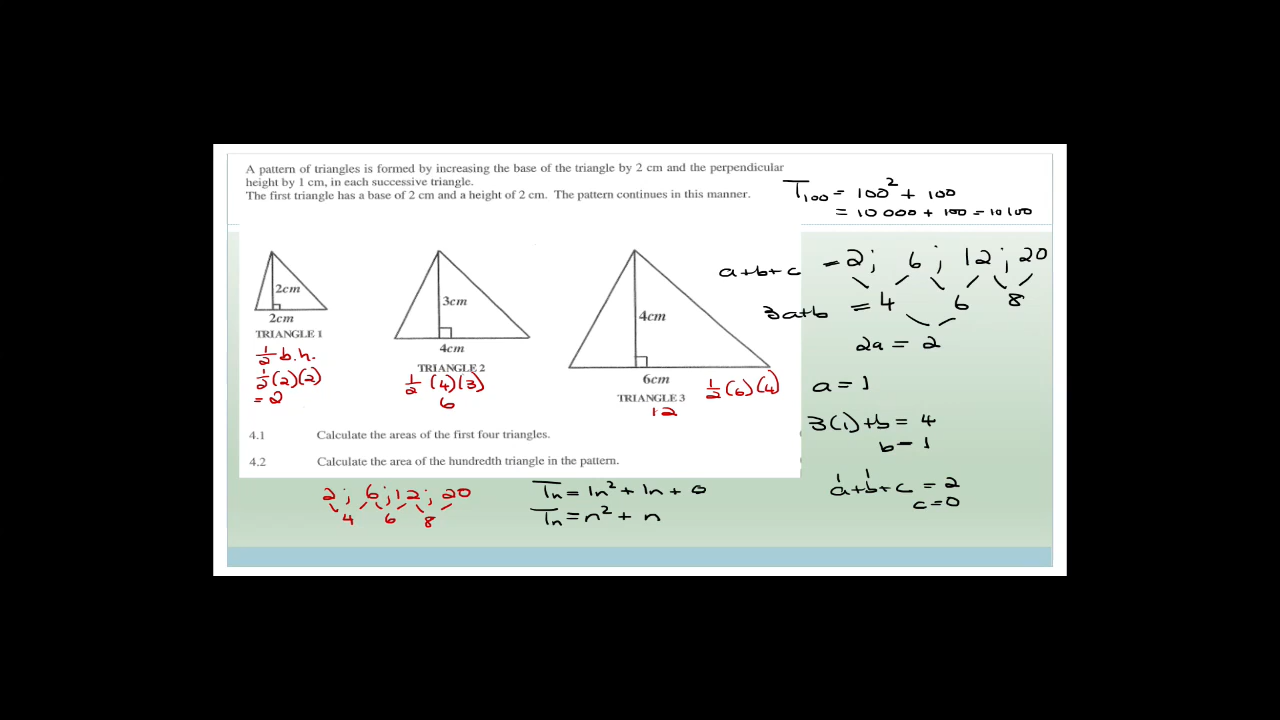 A pattern of triangles is formed by increasing the base of the triangle by 2 cm and the perpendicular
height by 1 cm, in each successive triangle.
The first triangle has a base of 2 cm and a height of 2 cm. The pattern continues in this manner.
T₁₀₀ = 100² + 100
= 10 000 + 100 = 10 100
2cm
2cm
TRIANGLE 1
½ b.h.
½(2)(2)
= 2
3cm
4cm
TRIANGLE 2
½ (4)(3)
6
4cm
6cm
TRIANGLE 3
½(6)(4)
12
a+b+c = 2; 6; 12; 20
3a+b = 4 6 8
2a = 2
a = 1
3(1)+b = 4
b = 1
1 1
a+b+c = 2
c=0
4.1 Calculate the areas of the first four triangles.
4.2 Calculate the area of the hundredth triangle in the pattern.
2; 6; 12; 20
4 6 8
Tn = 1n² + 1n + 0
Tn = n² + n